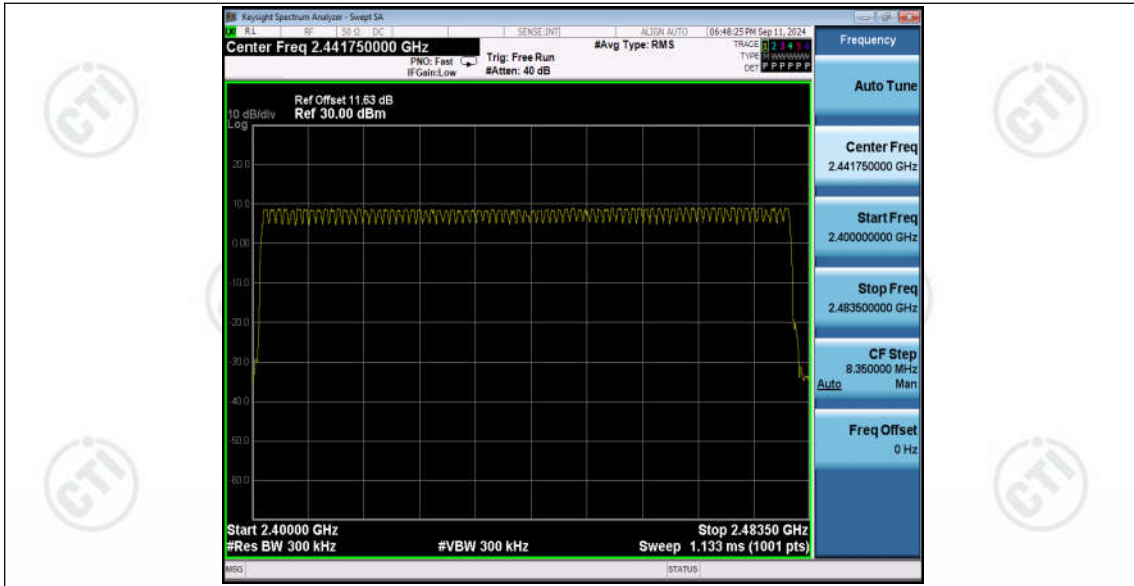 Keysight Spectrum Analyzer - Swept SA
RL RF 50 Ω DC SENSE:INT ALIGN AUTO 06:48:25 PM Sep 11, 2024
Center Freq 2.441750000 GHz
#Avg Type: RMS
TRACE 1 2 3 4 5 6
PNO: Fast
IFGain:Low
Trig: Free Run
#Atten: 40 dB
TYPE M WWWWW
DET P P P P P P
Frequency
Auto Tune
Ref Offset 11.63 dB
10 dB/div
Ref 30.00 dBm
Log
20.0
10.0
0.00
-10.0
-20.0
-30.0
-40.0
-50.0
-60.0
Center Freq
2.441750000 GHz
Start Freq
2.400000000 GHz
Stop Freq
2.483500000 GHz
CF Step
8.350000 MHz
Auto Man
Freq Offset
0 Hz
Start 2.40000 GHz
Stop 2.48350 GHz
#Res BW 300 kHz
#VBW 300 kHz
Sweep 1.133 ms (1001 pts)
MSG
STATUS
CTI
CTI
CTI
CTI